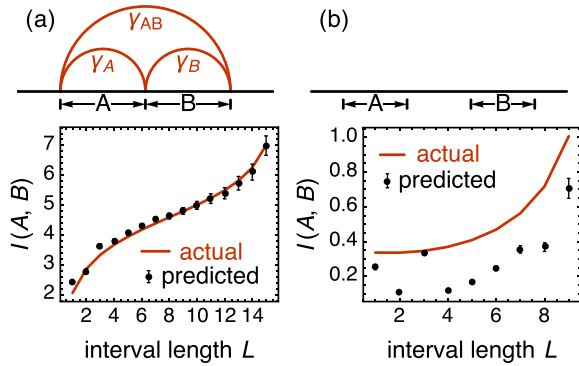 (a)
γAB
γA
γB
A
B
7
6
5
4
3
2
I(A, B)
actual
predicted
2 4 6 8 10 12 14
interval length L
(b)
A
B
1.0
0.8
0.6
0.4
0.2
I(A, B)
actual
predicted
2 4 6 8
interval length L